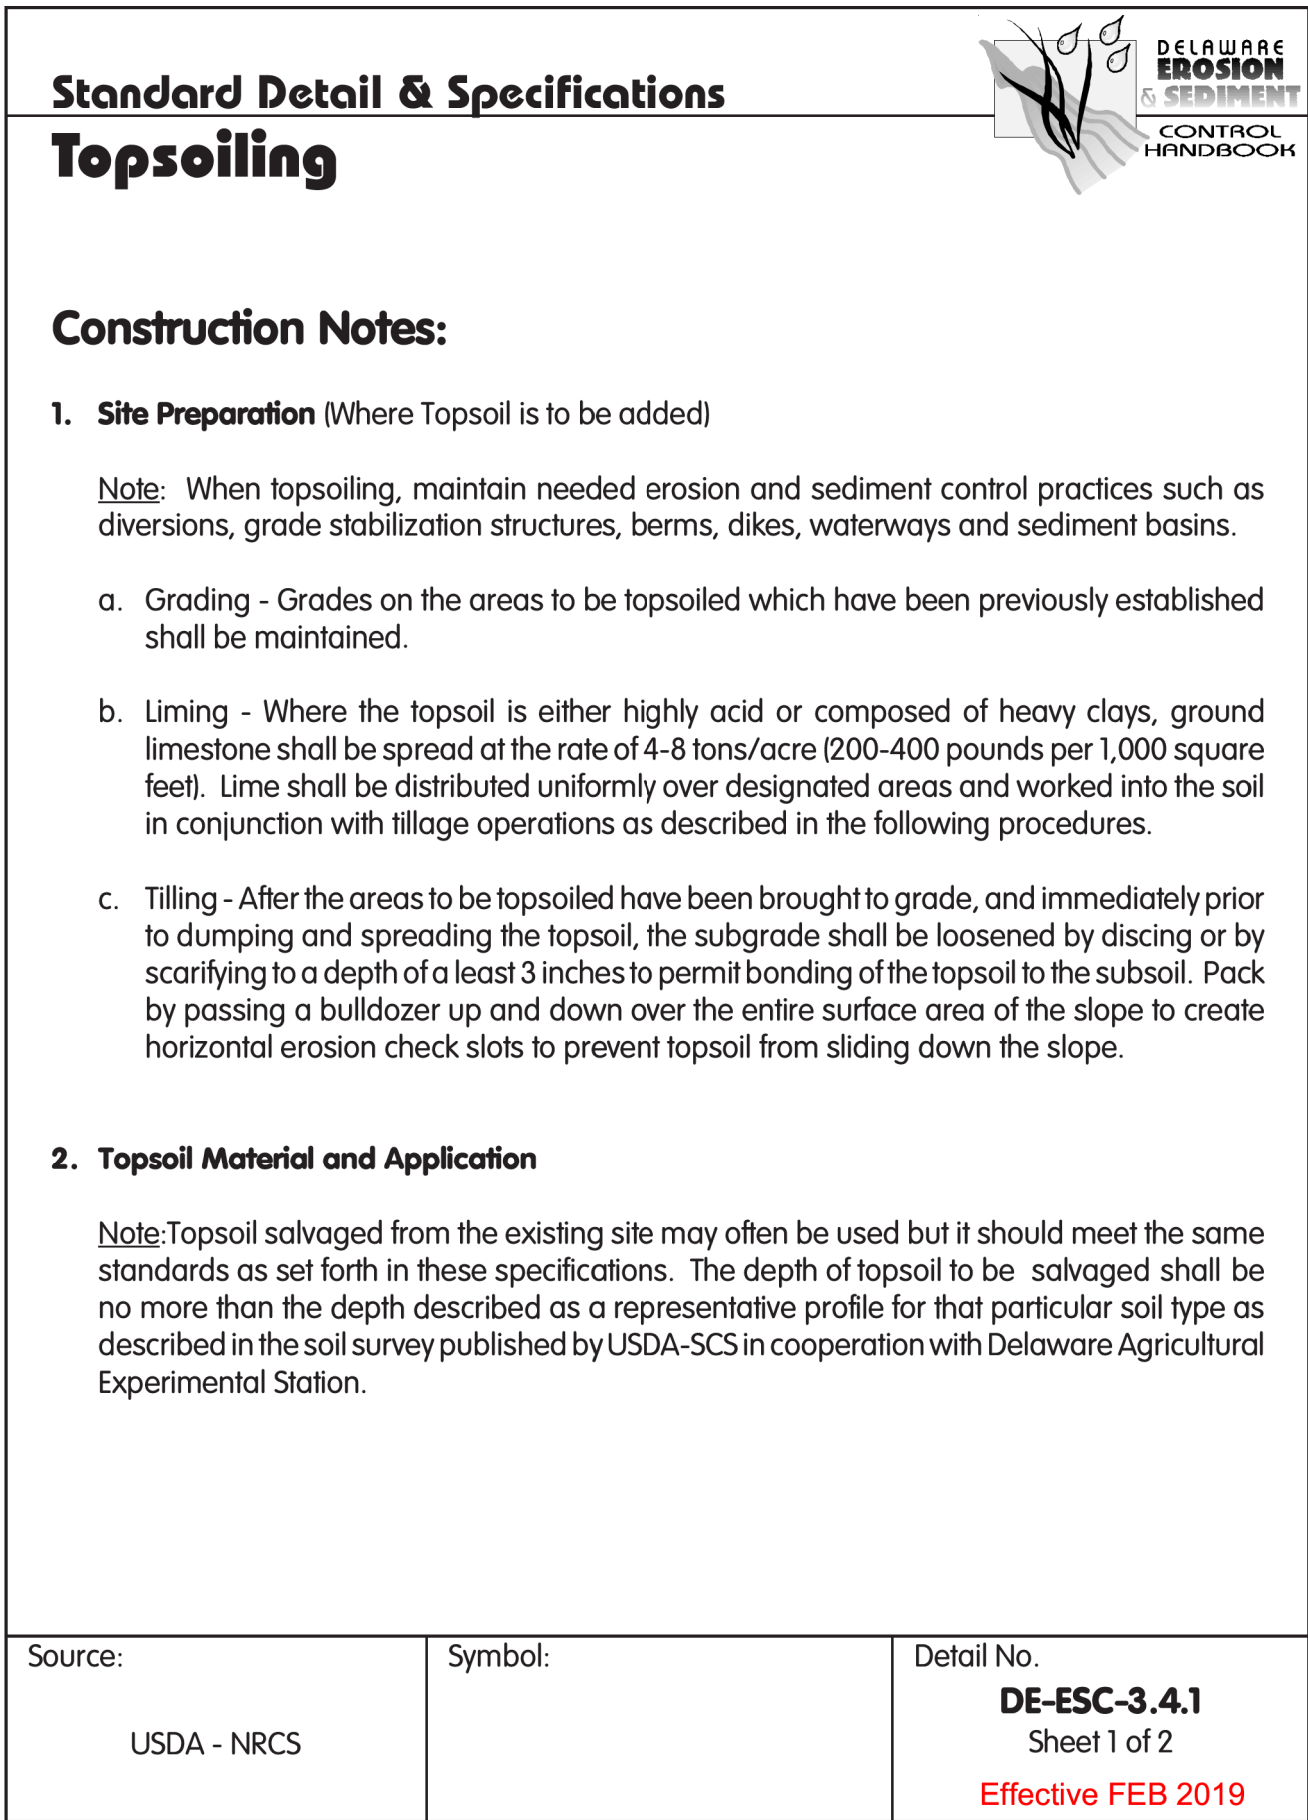 Standard Detail & Specifications
Topsoiling
DELAWARE
EROSION
& SEDIMENT
CONTROL
HANDBOOK
Construction Notes:
1. Site Preparation (Where Topsoil is to be added)
Note: When topsoiling, maintain needed erosion and sediment control practices such as
diversions, grade stabilization structures, berms, dikes, waterways and sediment basins.
a. Grading - Grades on the areas to be topsoiled which have been previously established
shall be maintained.
b. Liming - Where the topsoil is either highly acid or composed of heavy clays, ground
limestone shall be spread at the rate of 4-8 tons/acre (200-400 pounds per 1,000 square
feet). Lime shall be distributed uniformly over designated areas and worked into the soil
in conjunction with tillage operations as described in the following procedures.
c. Tilling - After the areas to be topsoiled have been brought to grade, and immediately prior
to dumping and spreading the topsoil, the subgrade shall be loosened by discing or by
scarifying to a depth of a least 3 inches to permit bonding of the topsoil to the subsoil. Pack
by passing a bulldozer up and down over the entire surface area of the slope to create
horizontal erosion check slots to prevent topsoil from sliding down the slope.
2. Topsoil Material and Application
Note:Topsoil salvaged from the existing site may often be used but it should meet the same
standards as set forth in these specifications. The depth of topsoil to be salvaged shall be
no more than the depth described as a representative profile for that particular soil type as
described in the soil survey published by USDA-SCS in cooperation with Delaware Agricultural
Experimental Station.
Source:
USDA - NRCS
Symbol:
Detail No.
DE-ESC-3.4.1
Sheet 1 of 2
Effective FEB 2019